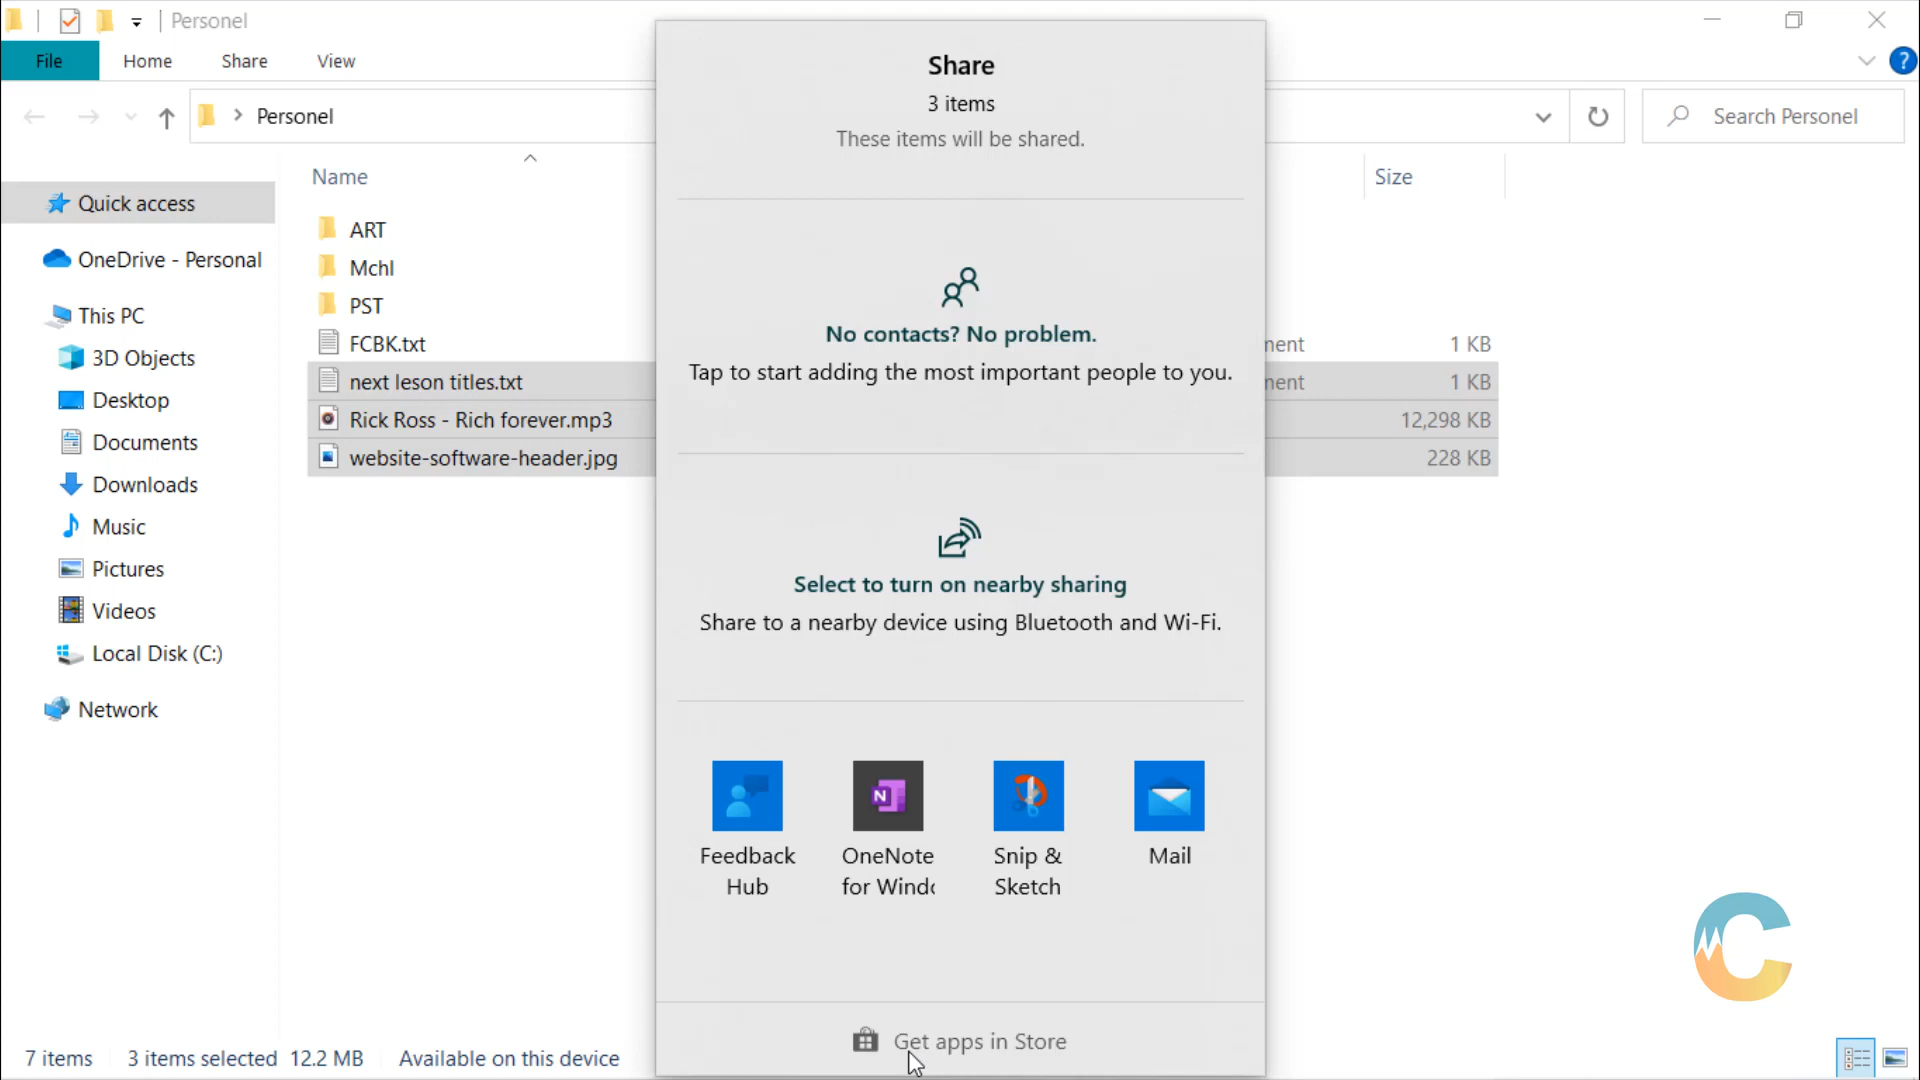 Personel
File Home Share View
?
Personel
Search Personel
Name
Size
Quick access
OneDrive - Personal
This PC
3D Objects
Desktop
Documents
Downloads
Music
Pictures
Videos
Local Disk (C:)
Network
ART
Mchl
PST
FCBK.txt
ment 1 KB
next leson titles.txt
ment 1 KB
Rick Ross - Rich forever.mp3
12,298 KB
website-software-header.jpg
228 KB
Share
3 items
These items will be shared.
No contacts? No problem.
Tap to start adding the most important people to you.
Select to turn on nearby sharing
Share to a nearby device using Bluetooth and Wi-Fi.
N
Feedback
Hub
OneNote
for Windo
Snip &
Sketch
Mail
Get apps in Store
C
7 items 3 items selected 12.2 MB Available on this device